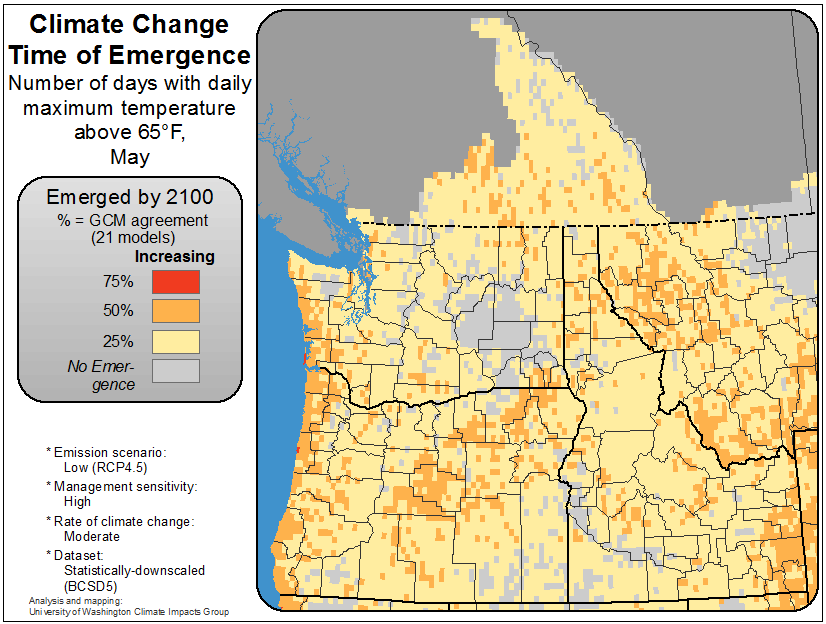 Climate Change
Time of Emergence
Number of days with daily
maximum temperature
above 65°F,
May
Emerged by 2100
% = GCM agreement
(21 models)
Increasing
75%
50%
25%
No Emer-
gence
* Emission scenario:
Low (RCP4.5)
* Management sensitivity:
High
* Rate of climate change:
Moderate
* Dataset:
Statistically-downscaled
(BCSD5)
Analysis and mapping:
University of Washington Climate Impacts Group